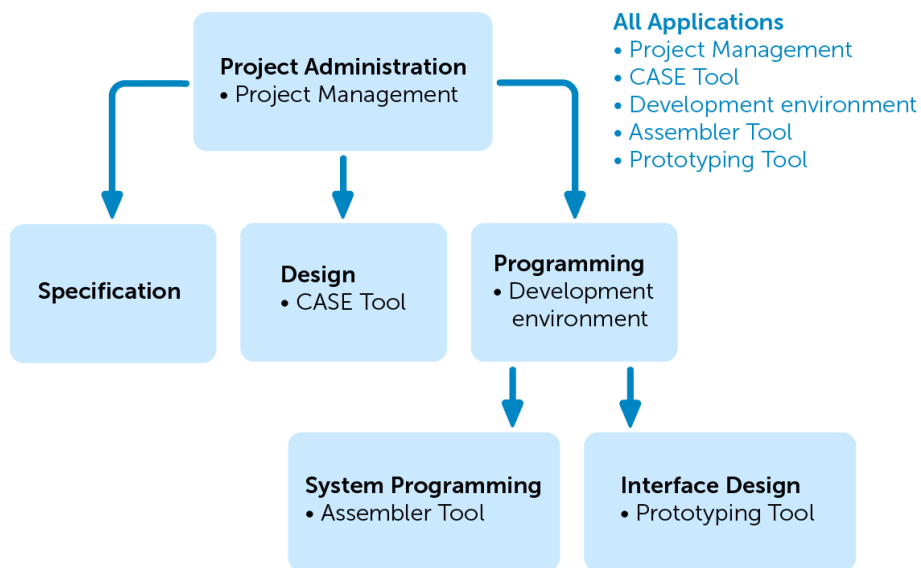 Project Administration
• Project Management
All Applications
• Project Management
• CASE Tool
• Development environment
• Assembler Tool
• Prototyping Tool
Specification
Design
• CASE Tool
Programming
• Development
environment
System Programming
• Assembler Tool
Interface Design
• Prototyping Tool